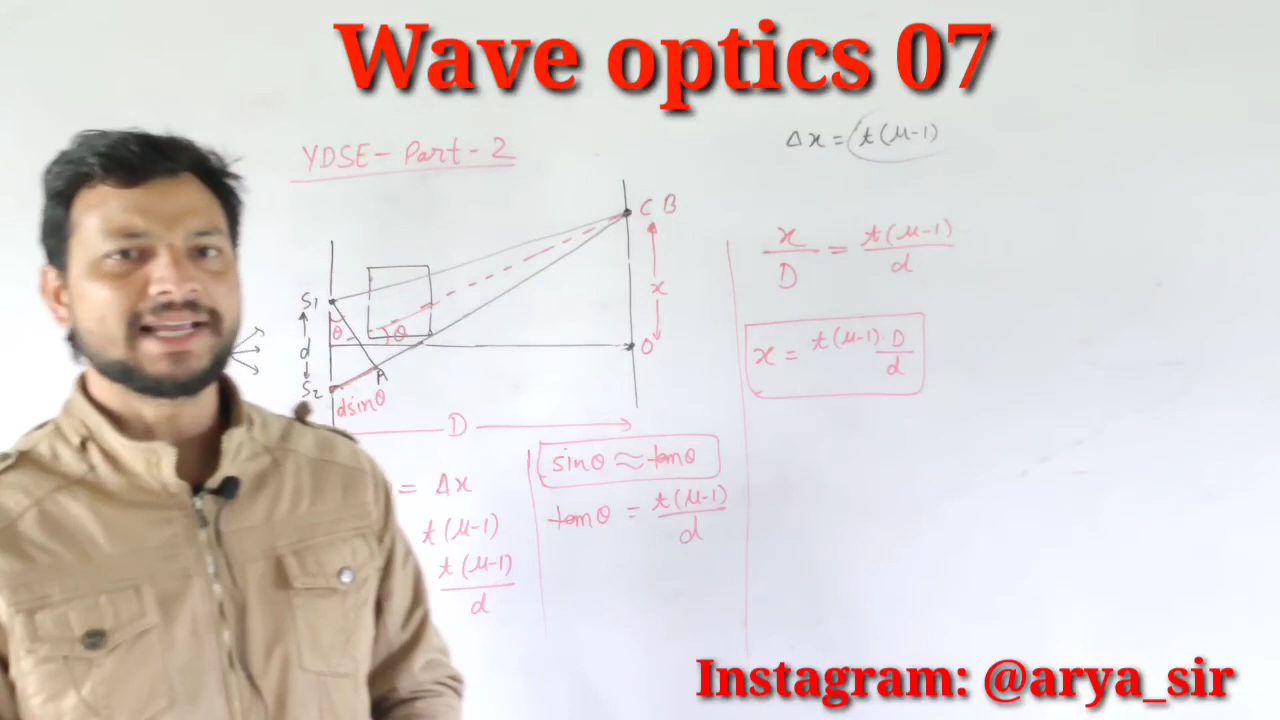 Wave optics 07
YDSE - Part - 2
Δx = t(μ-1)
C B
x
O
S1
θ
θ
d
A
S2
dsinθ
D
= Δx
t(μ-1)
t(μ-1)
d
sinθ ≈ tanθ
tanθ = t(μ-1)
d
x = t(μ-1)
D d
x = t(μ-1) . D
d
Instagram: @arya_sir